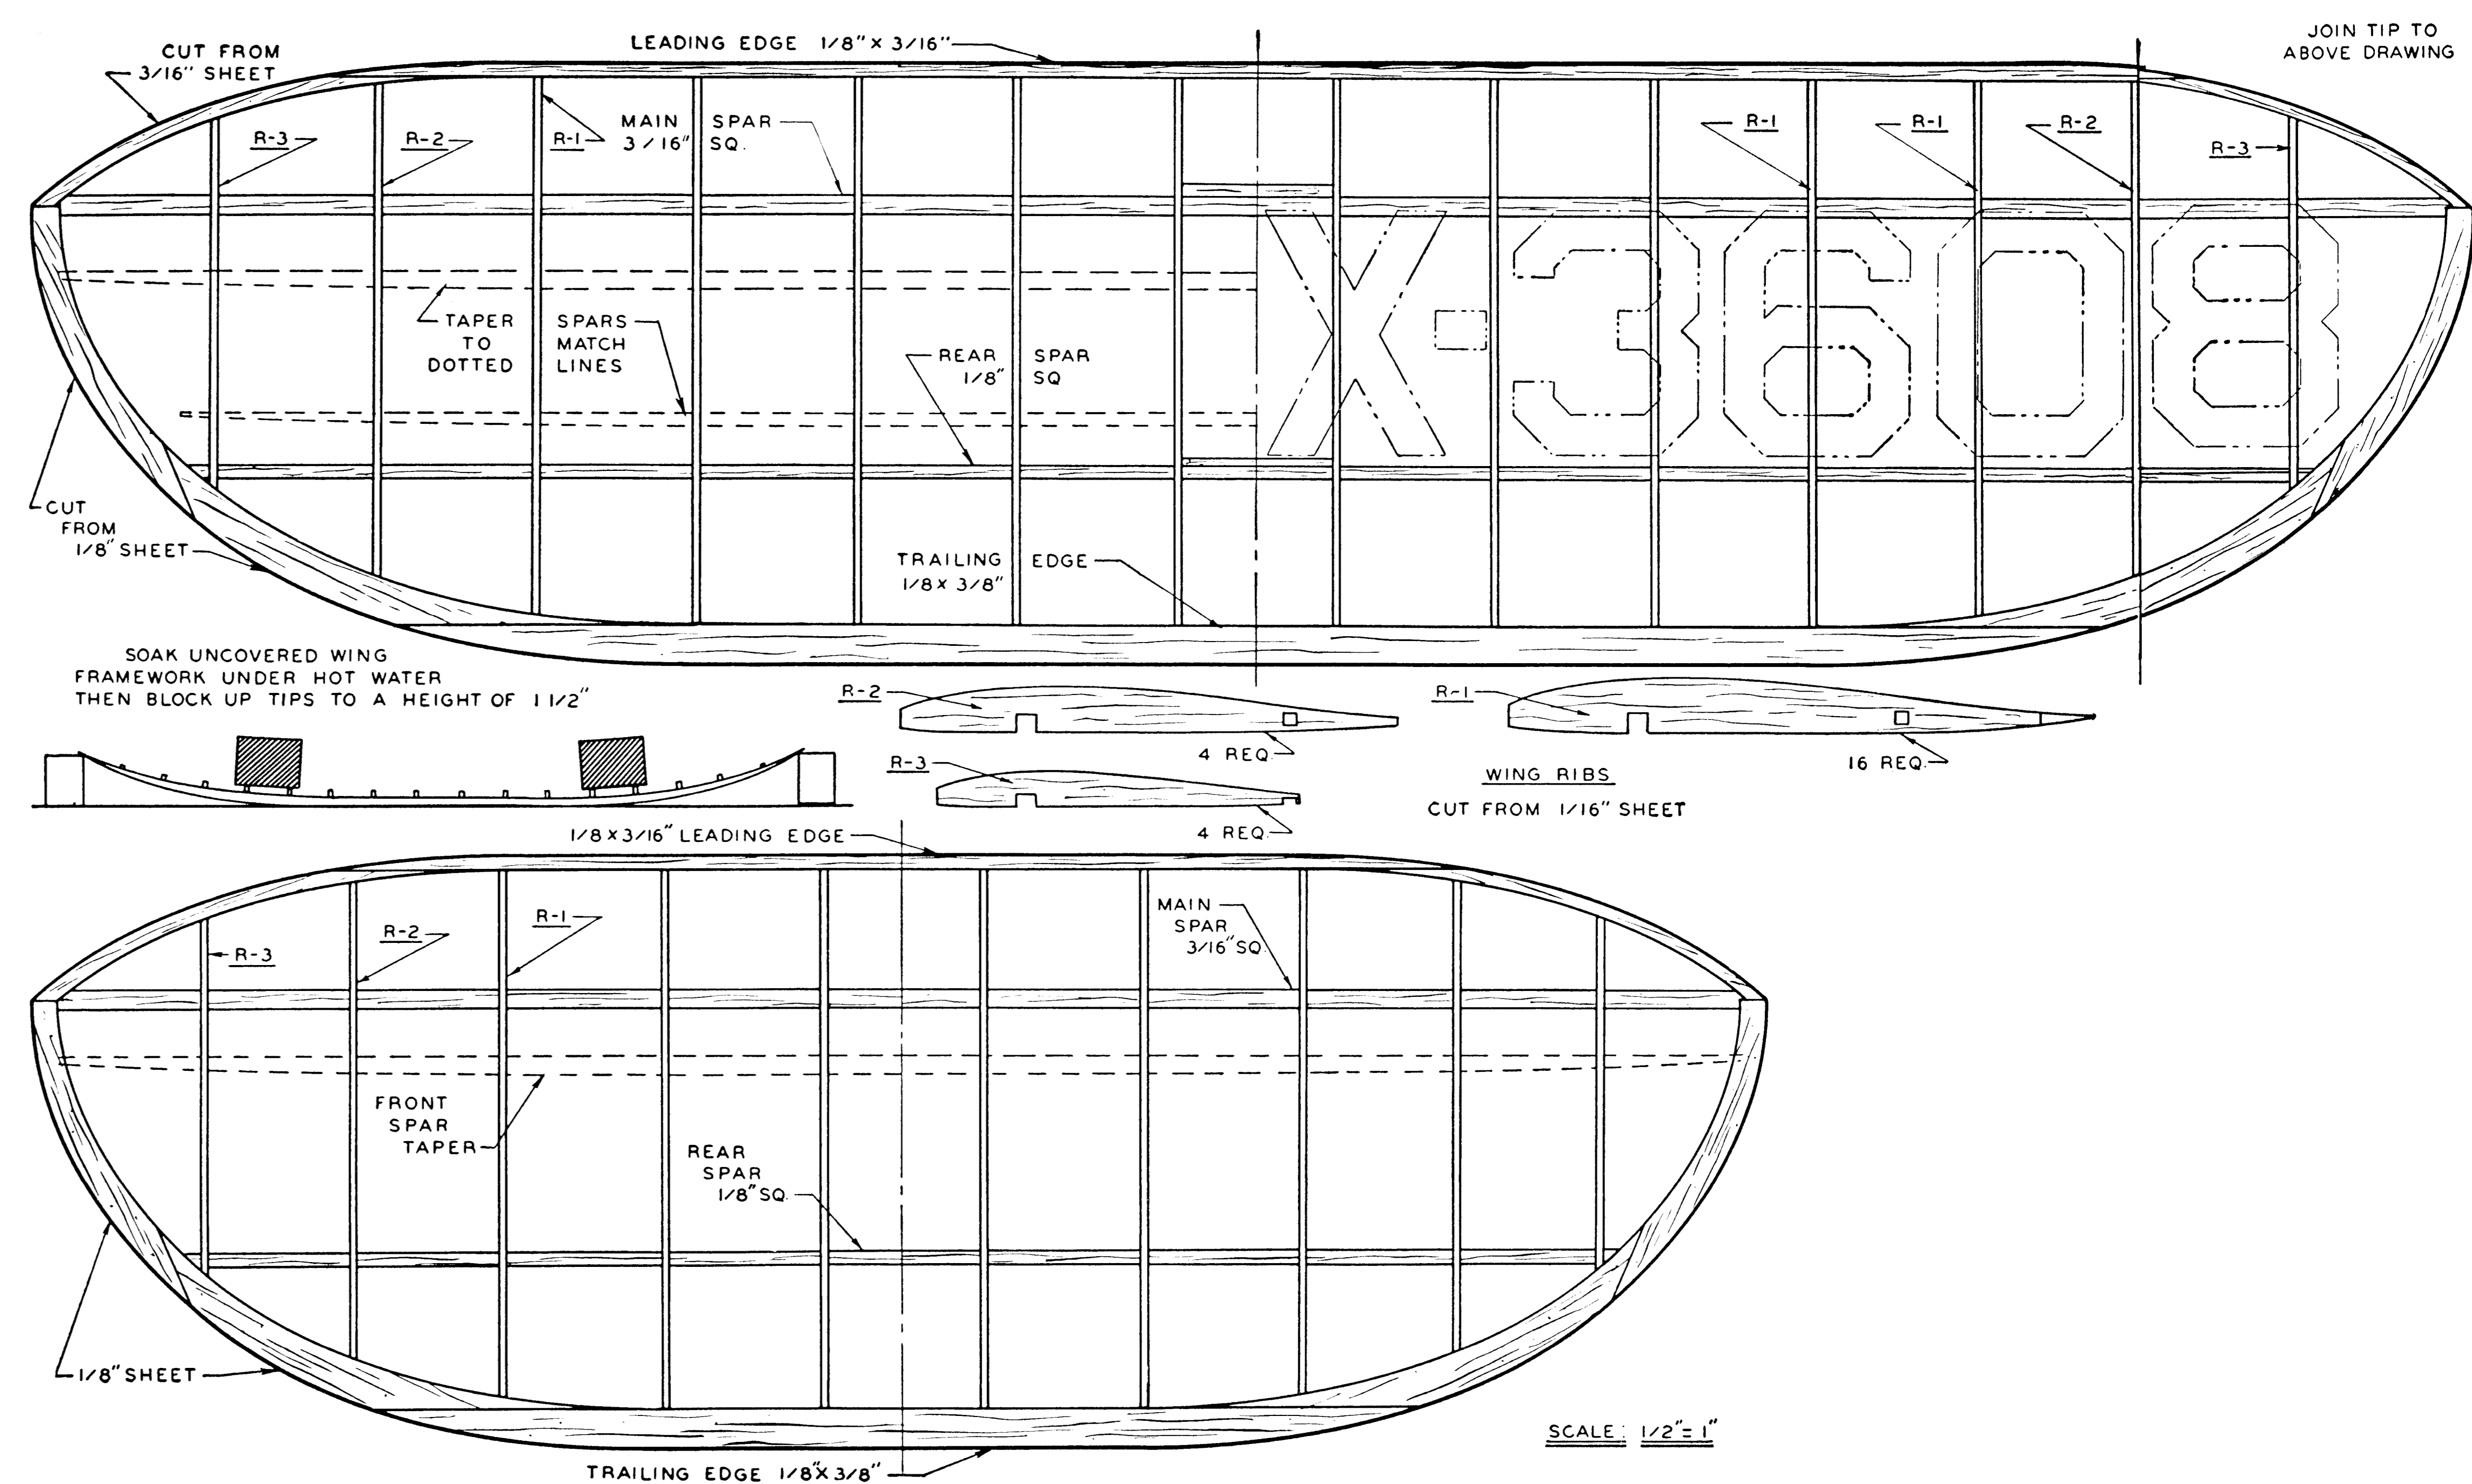 CUT FROM
3/16" SHEET
LEADING EDGE 1/8" X 3/16"
JOIN TIP TO
ABOVE DRAWING
R-3
R-2
R-1
MAIN SPAR
3/16" SQ.
R-1
R-1
R-2
R-3
X-3608
TAPER SPARS
TO MATCH
DOTTED LINES
REAR SPAR
1/8" SQ
CUT
FROM
1/8" SHEET
TRAILING EDGE
1/8 X 3/8"
SOAK UNCOVERED WING
FRAMEWORK UNDER HOT WATER
THEN BLOCK UP TIPS TO A HEIGHT OF 1 1/2"
R-2
4 REQ.
R-1
16 REQ.
R-3
4 REQ.
WING RIBS
CUT FROM 1/16" SHEET
1/8 X 3/16" LEADING EDGE
R-3
R-2
R-1
MAIN
SPAR
3/16" SQ.
FRONT
SPAR
TAPER
REAR
SPAR
1/8" SQ.
1/8" SHEET
TRAILING EDGE 1/8" X 3/8"
SCALE: 1/2" = 1"